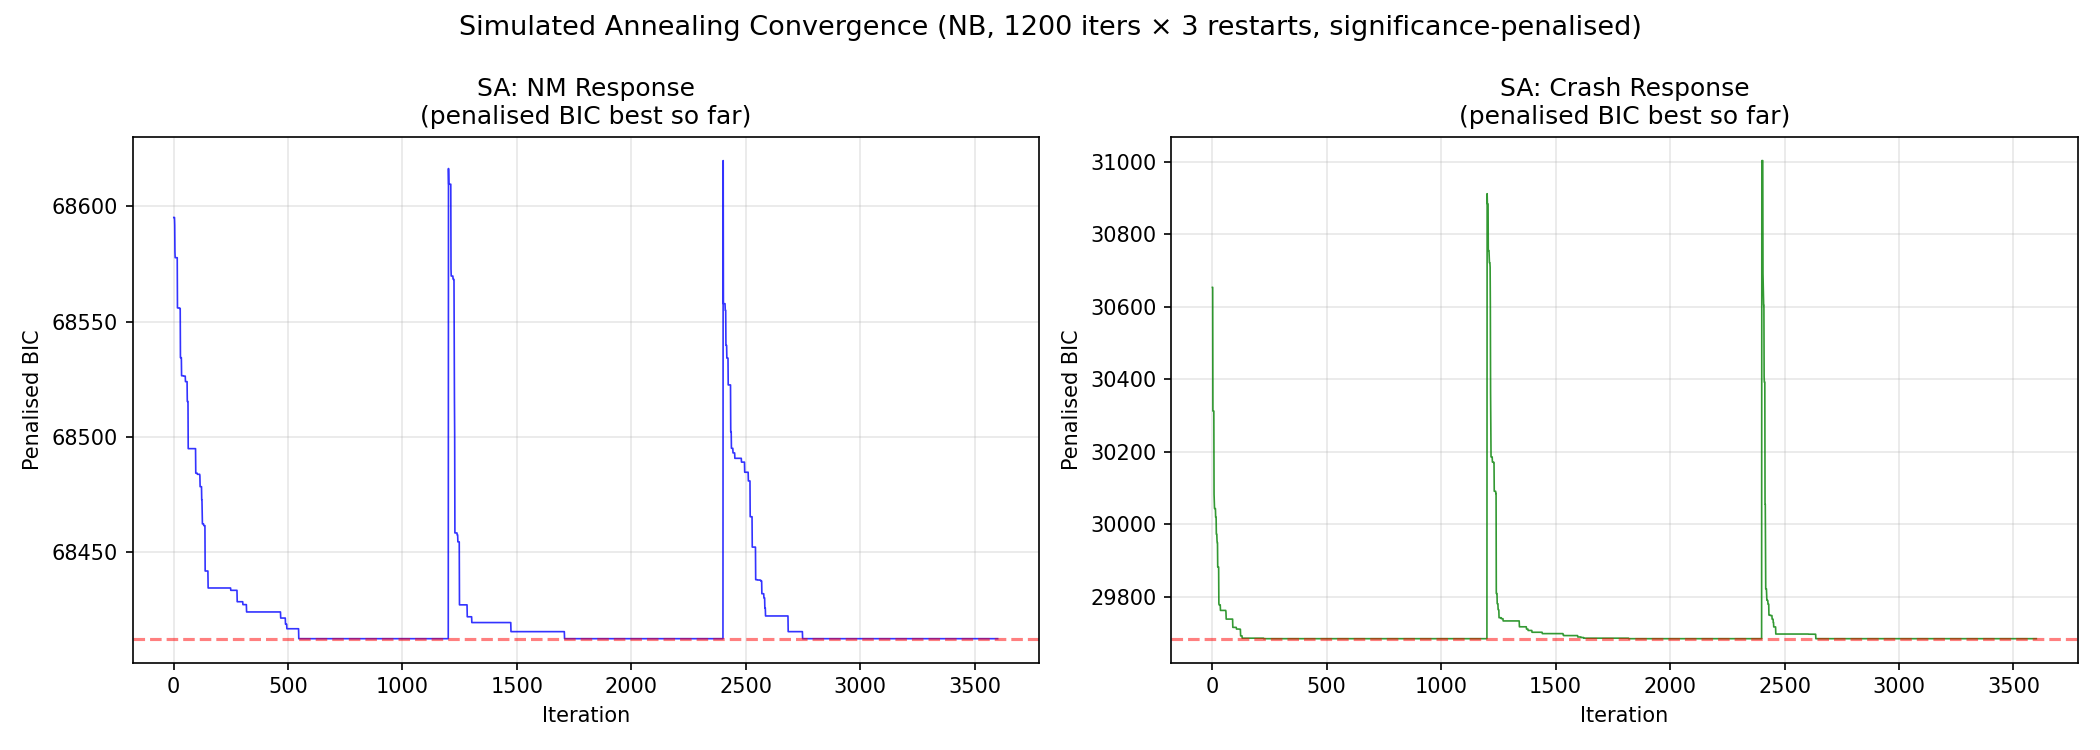 Simulated Annealing Convergence (NB, 1200 iters × 3 restarts, significance-penalised)
SA: NM Response
(penalised BIC best so far)
Penalised BIC
68600
68550
68500
68450
0 500 1000 1500 2000 2500 3000 3500
Iteration
SA: Crash Response
(penalised BIC best so far)
Penalised BIC
31000
30800
30600
30400
30200
30000
29800
0 500 1000 1500 2000 2500 3000 3500
Iteration